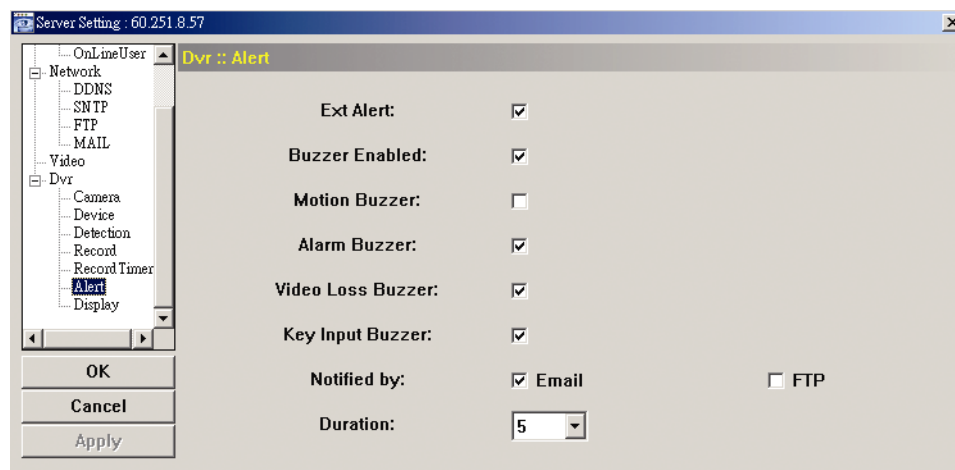 Server Setting : 60.251.8.57
OnLineUser
Network
DDNS
SNTP
FTP
MAIL
Video
Dvr
Camera
Device
Detection
Record
Record Timer
Alert
Display
OK
Cancel
Apply
Dvr :: Alert
Ext Alert:
Buzzer Enabled:
Motion Buzzer:
Alarm Buzzer:
Video Loss Buzzer:
Key Input Buzzer:
Notified by: Email FTP
Duration: 5